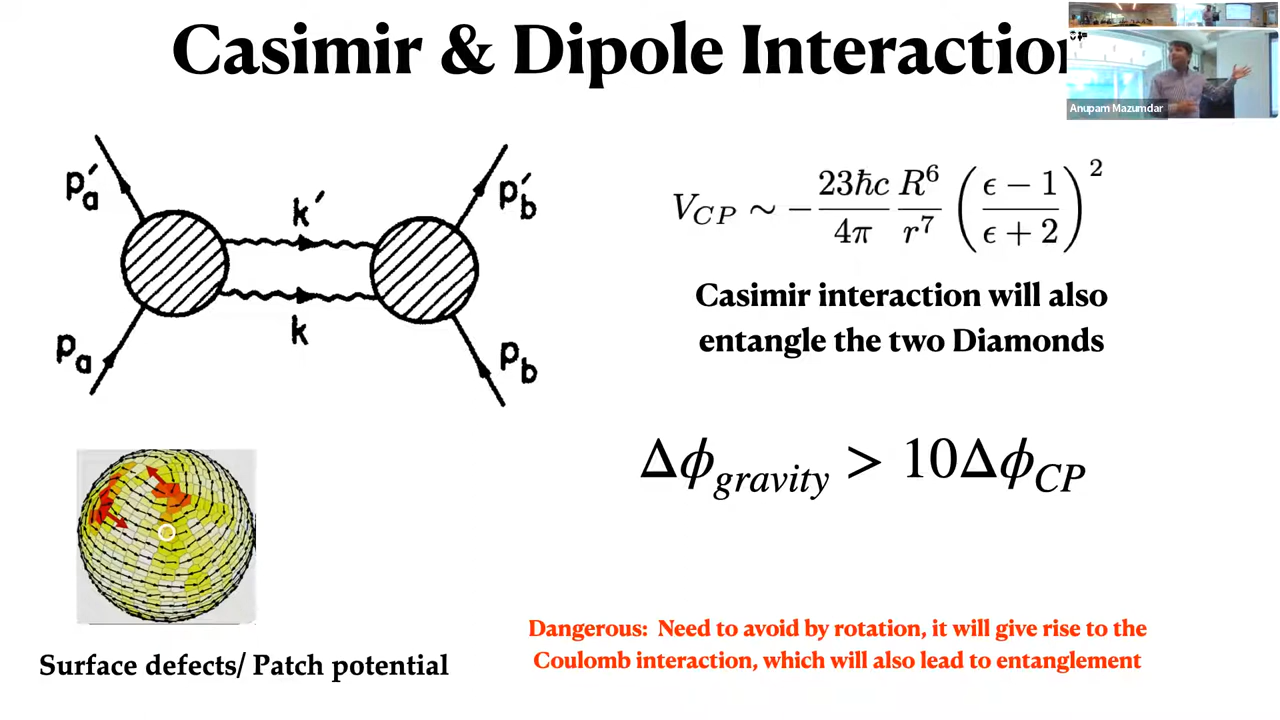 Casimir & Dipole Interaction
Anupam Mazumdar
p′a
k′
p′b
k
pa
pb
V_CP ∼ − 23ħc/4π R⁶/r⁷ (ϵ − 1/ϵ + 2)²
Casimir interaction will also
entangle the two Diamonds
Δϕ_gravity > 10Δϕ_CP
Surface defects/ Patch potential
Dangerous: Need to avoid by rotation, it will give rise to the
Coulomb interaction, which will also lead to entanglement